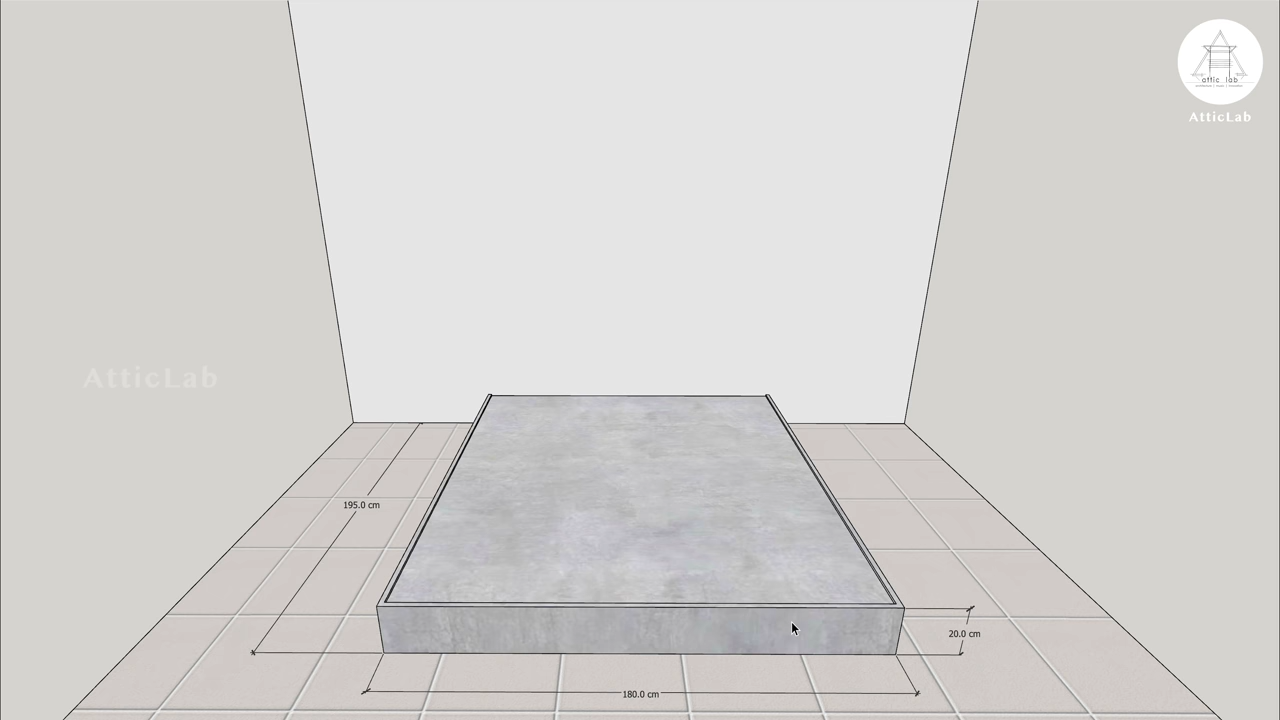 attic lab
AtticLab
AtticLab
195.0 cm
20.0 cm
180.0 cm